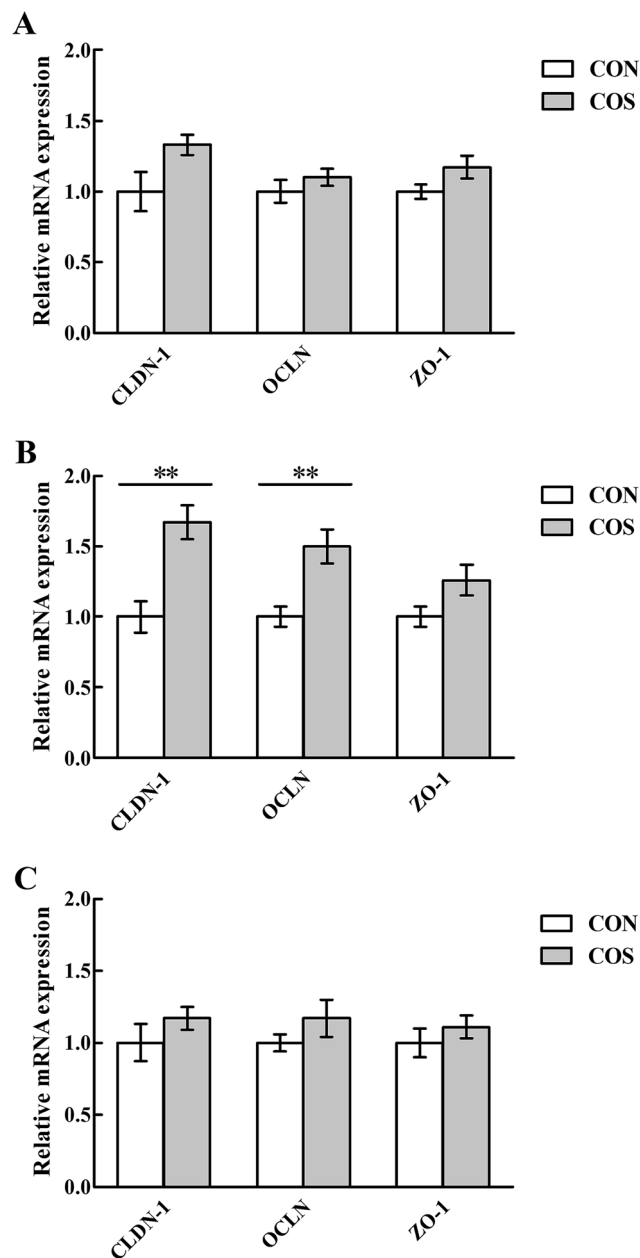 A
Relative mRNA expression
2.0
1.5
1.0
0.5
0.0
CLDN-1
OCLN
ZO-1
CON
COS
B
Relative mRNA expression
2.0
1.5
1.0
0.5
0.0
**
**
CLDN-1
OCLN
ZO-1
CON
COS
C
Relative mRNA expression
2.0
1.5
1.0
0.5
0.0
CLDN-1
OCLN
ZO-1
CON
COS